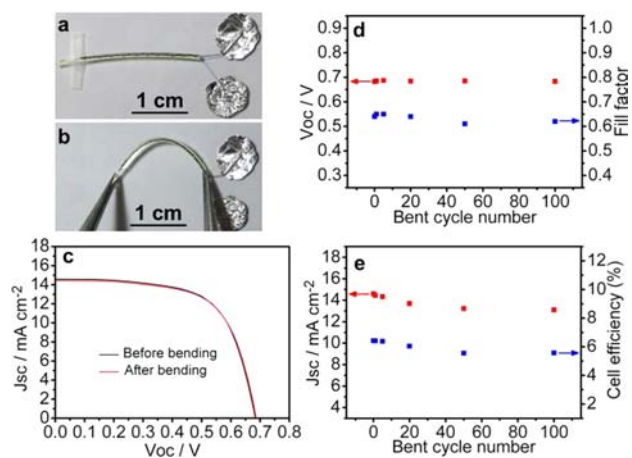 a
1 cm
b
1 cm
c
18
16
14
12
10
8
6
4
2
0
Jsc / mA cm-2
Before bending
After bending
0.0 0.1 0.2 0.3 0.4 0.5 0.6 0.7 0.8
Voc / V
d
1.0
0.9
0.8
0.7
0.6
0.5
0.4
0.3
Voc / V
1.0
0.9
0.8
0.7
0.6
0.5
0.4
Fill factor
0 20 40 60 80 100
Bent cycle number
e
18
16
14
12
10
8
6
4
Jsc / mA cm-2
12
10
8
6
4
2
Cell efficiency (%)
0 20 40 60 80 100
Bent cycle number